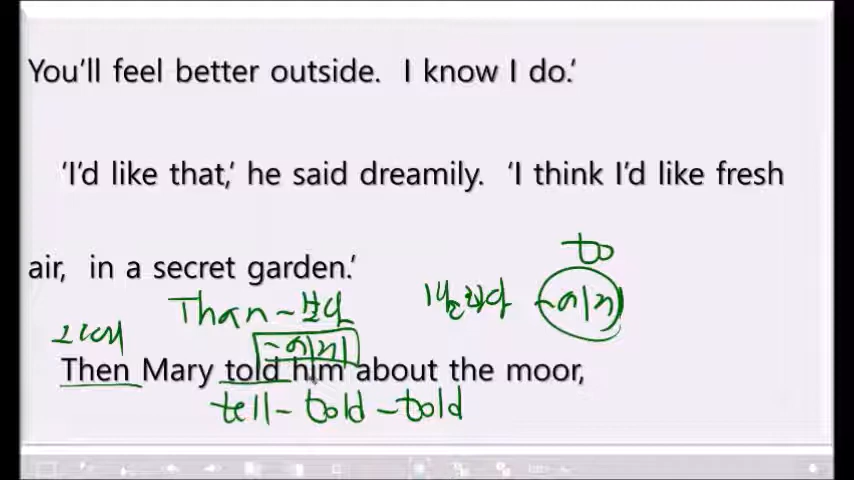 You'll feel better outside. I know I do.'
'I'd like that,' he said dreamily. 'I think I'd like fresh
to
air, in a secret garden.'
Than ~ 보다 빌리다 ~에게
그때 ~에게
Then Mary told him about the moor,
tell - told - told